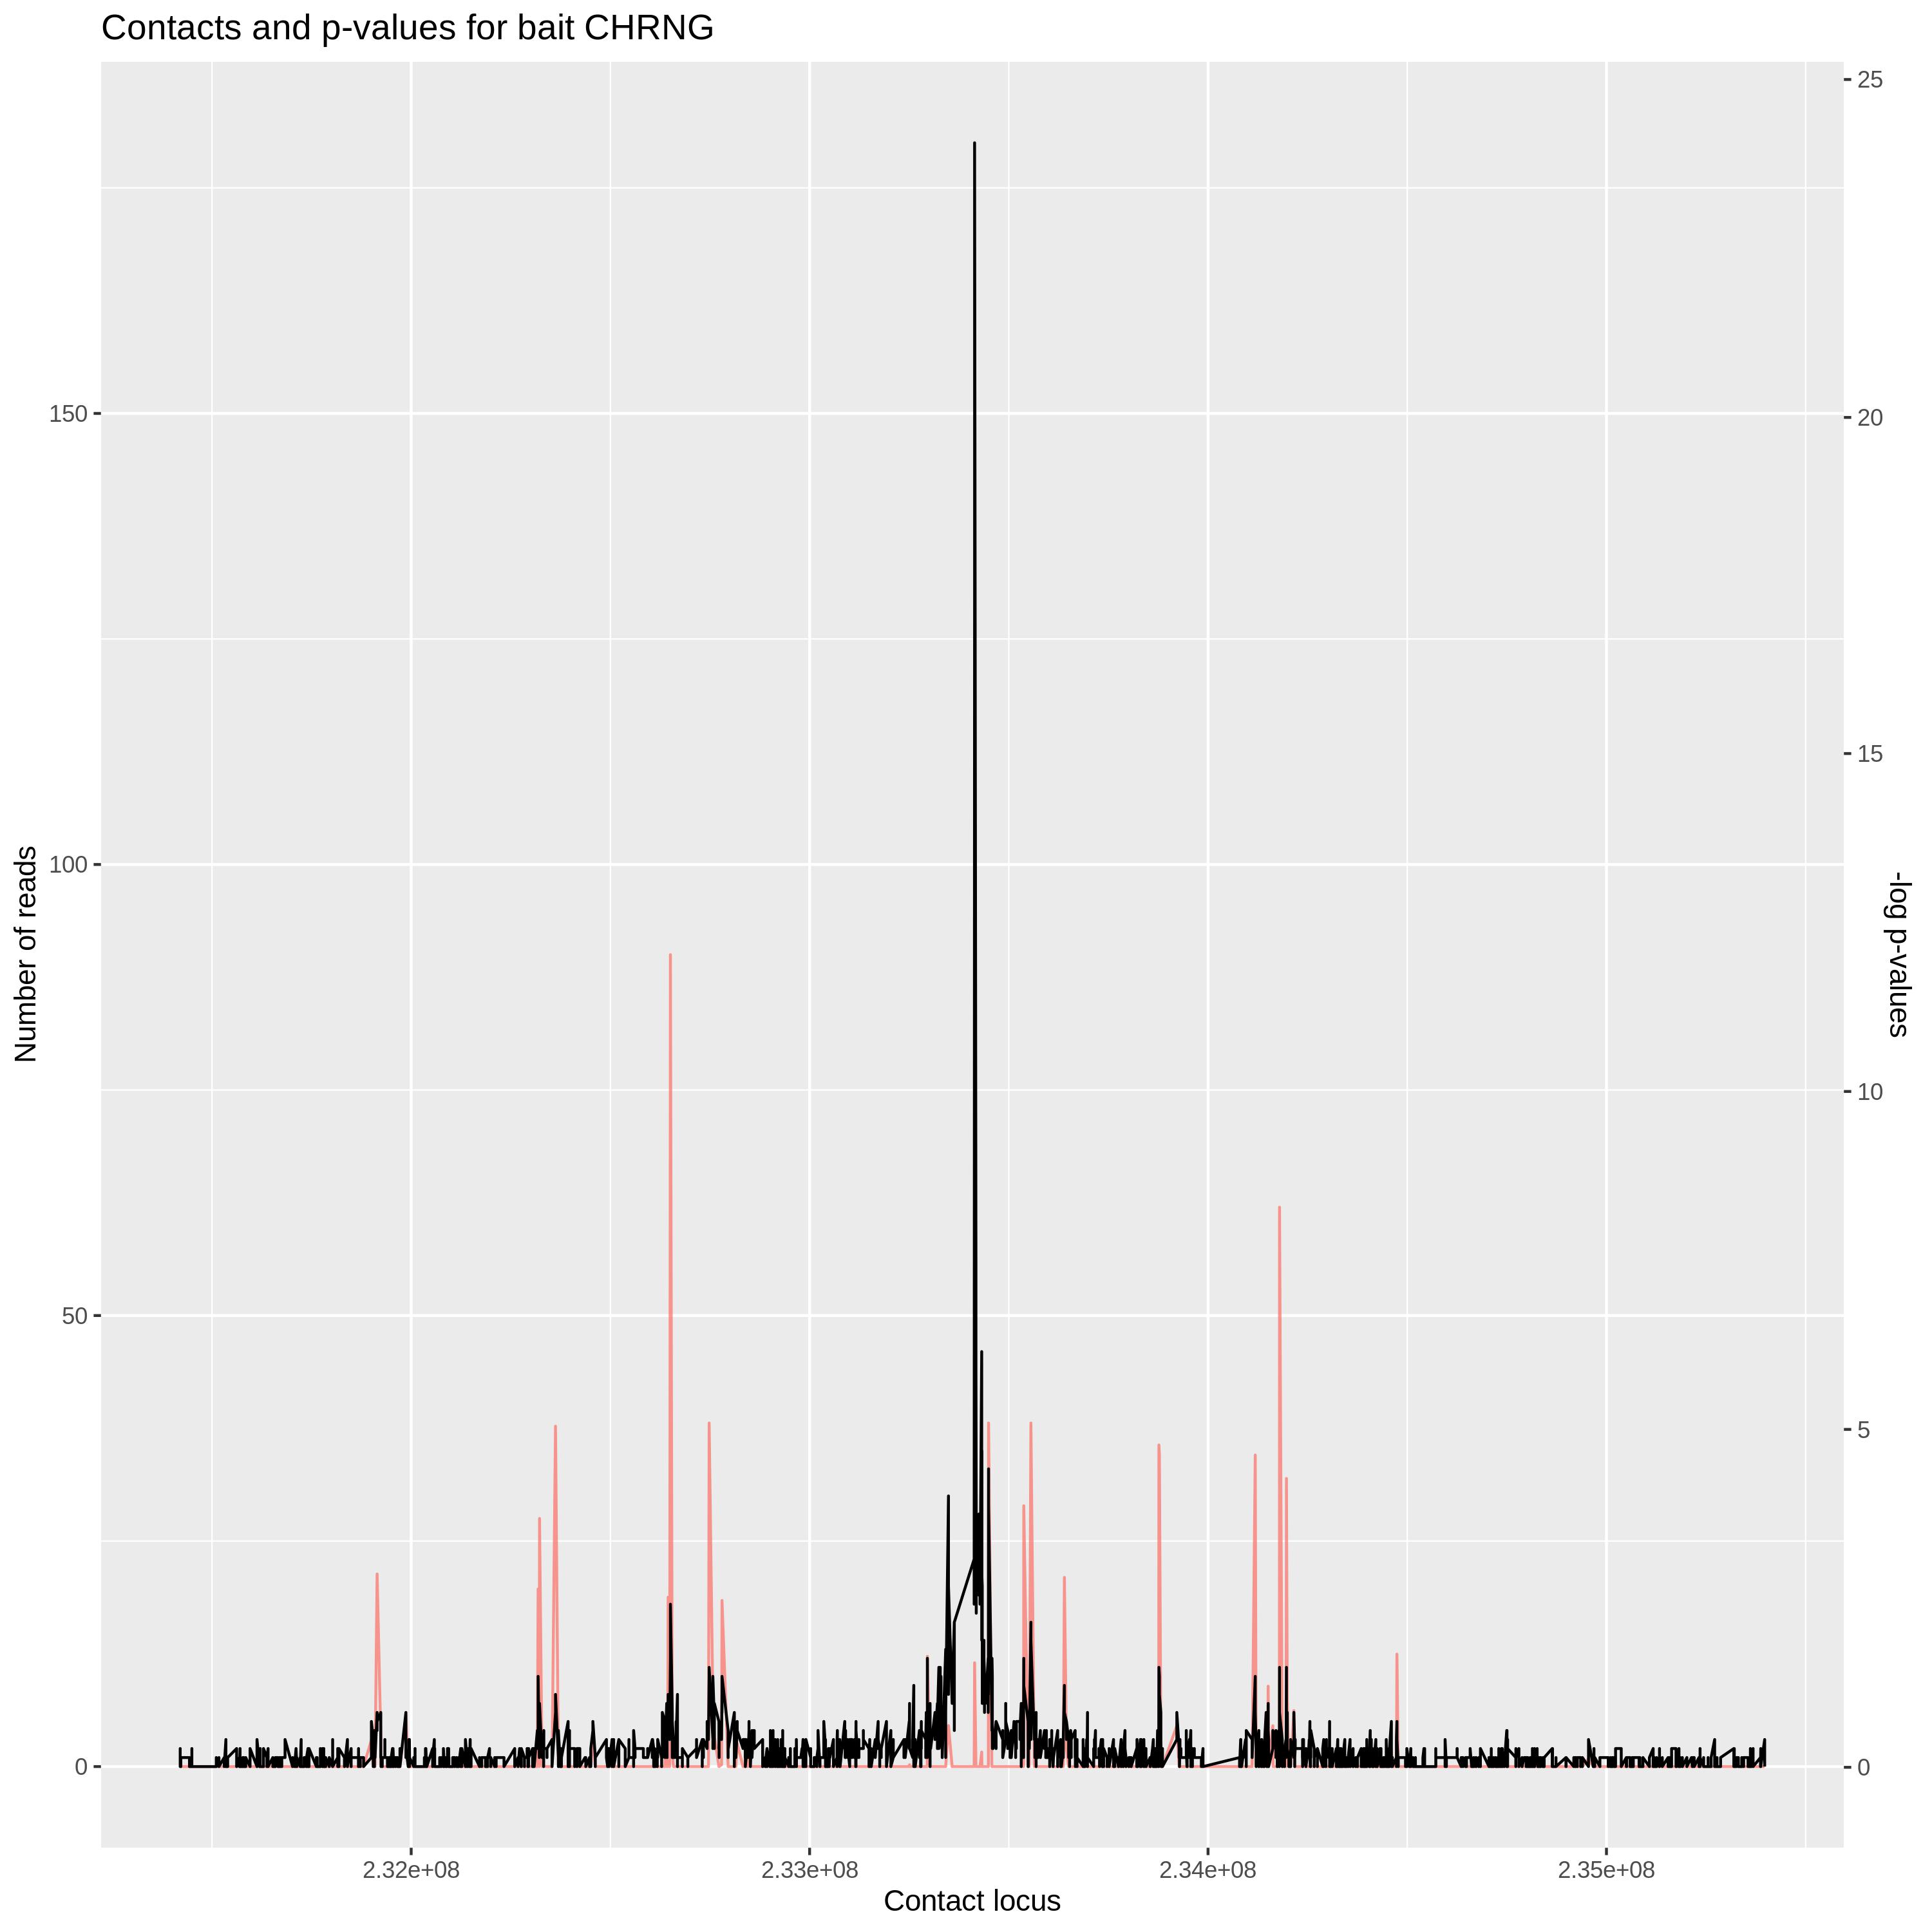 Contacts and p-values for bait CHRNG
Number of reads
150
100
50
0
25
20
15
10
5
0
-log p-values
2.32e+08
2.33e+08
2.34e+08
2.35e+08
Contact locus